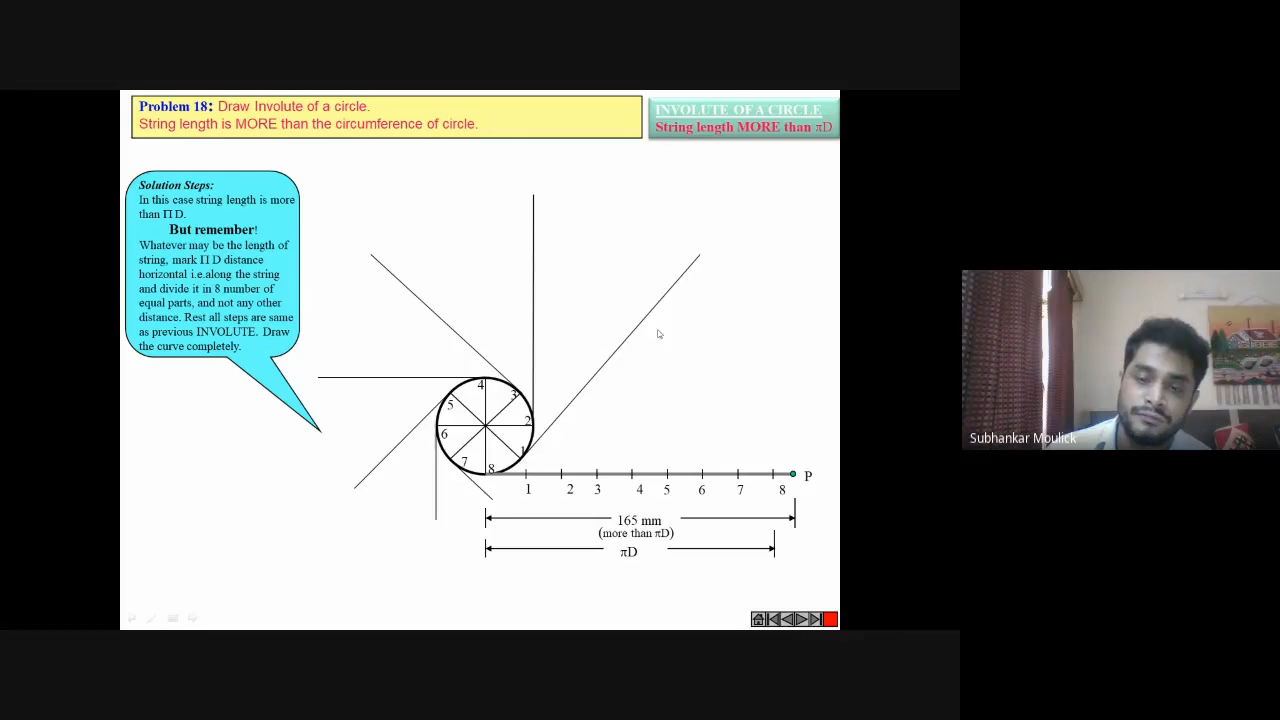 Problem 18: Draw Involute of a circle.
String length is MORE than the circumference of circle.
INVOLUTE OF A CIRCLE
String length MORE than πD
Solution Steps:
In this case string length is more
than Π D.
But remember!
Whatever may be the length of
string, mark Π D distance
horizontal i.e.along the string
and divide it in 8 number of
equal parts, and not any other
distance. Rest all steps are same
as previous INVOLUTE. Draw
the curve completely.
4
3
5
2
6
1
7
8
P
1 2 3 4 5 6 7 8
165 mm
(more than πD)
πD
Subhankar Moulick